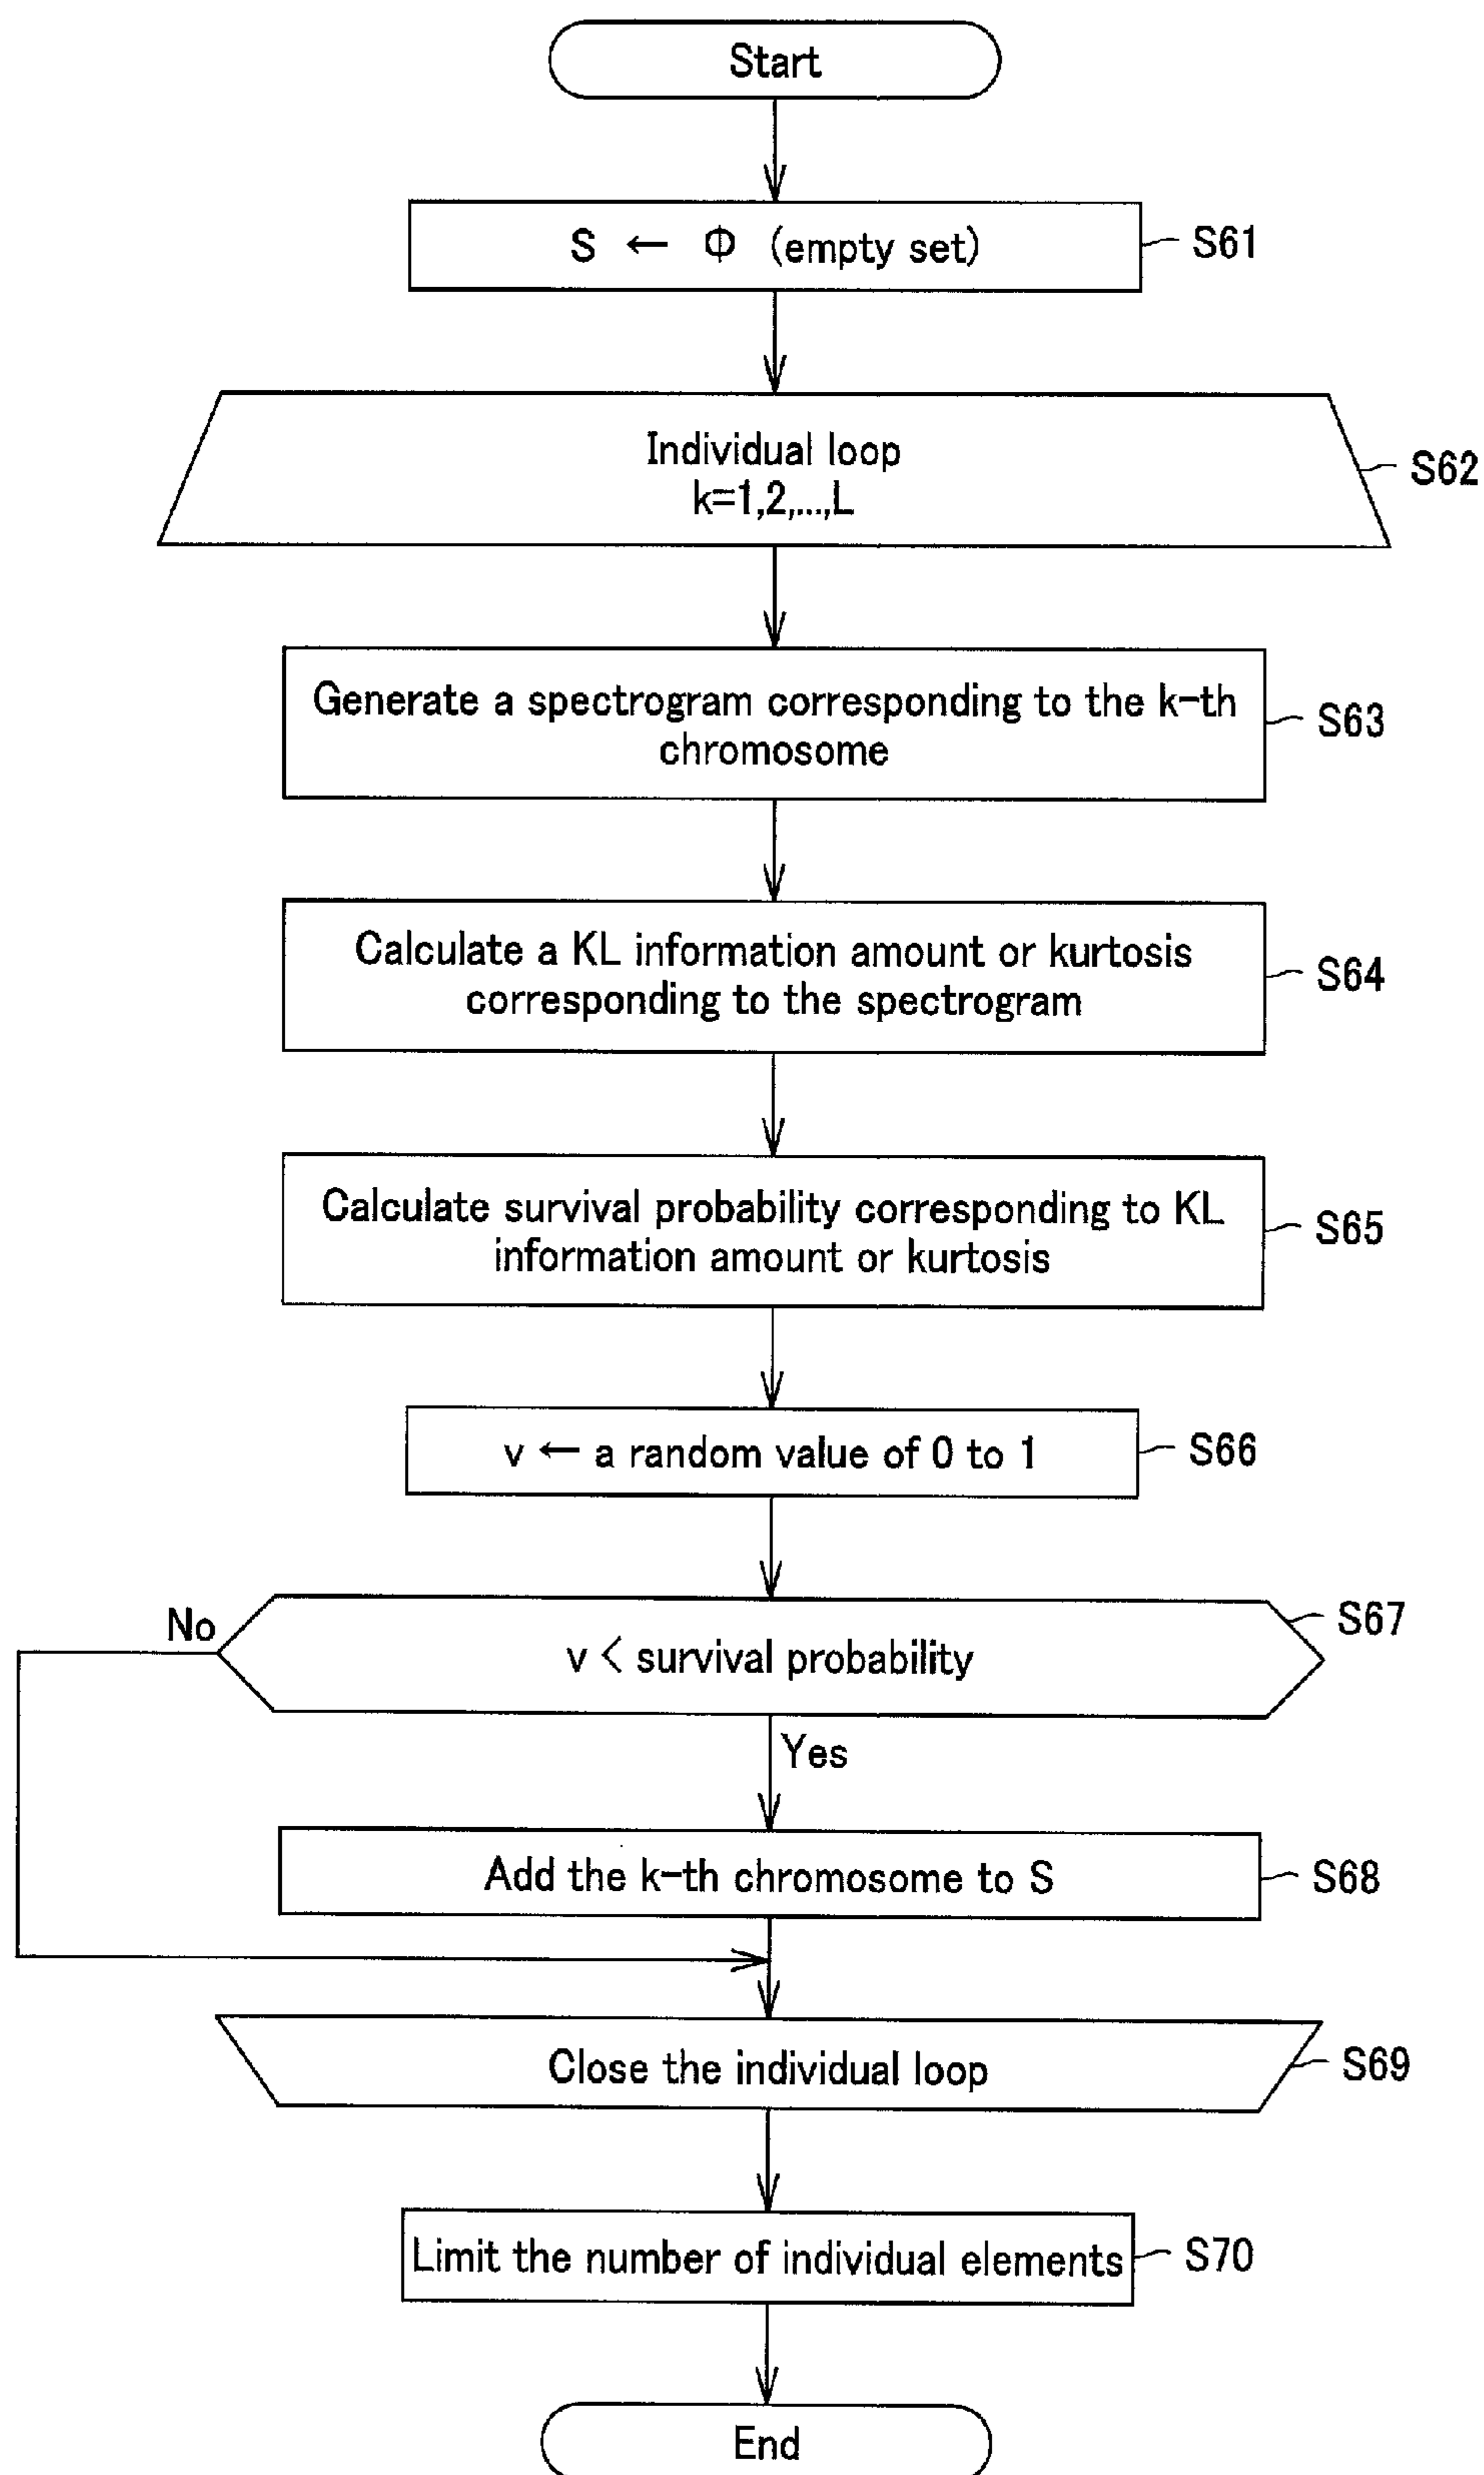 Start
S ← Φ (empty set)
S61
Individual loop
k=1,2,...,L
S62
Generate a spectrogram corresponding to the k-th
chromosome
S63
Calculate a KL information amount or kurtosis
corresponding to the spectrogram
S64
Calculate survival probability corresponding to KL
information amount or kurtosis
S65
v ← a random value of 0 to 1
S66
No
v < survival probability
S67
Yes
Add the k-th chromosome to S
S68
Close the individual loop
S69
Limit the number of individual elements
S70
End